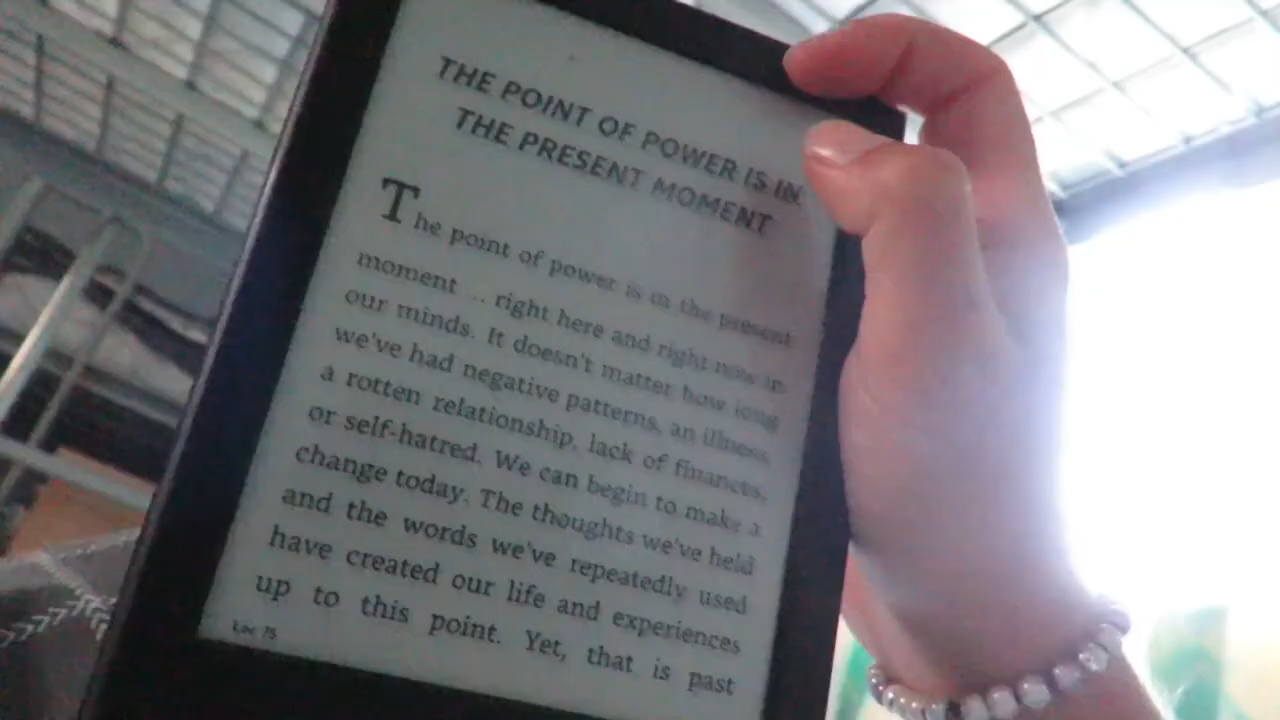 THE POINT OF POWER IS IN
THE PRESENT MOMENT
The point of power is in the present
moment .. right here and right now in
our minds. It doesn't matter how long
we've had negative patterns, an illness,
a rotten relationship, lack of finances,
or self-hatred. We can begin to make a
change today. The thoughts we've held
and the words we've repeatedly used
have created our life and experiences
up to this point. Yet, that is past
Loc 75